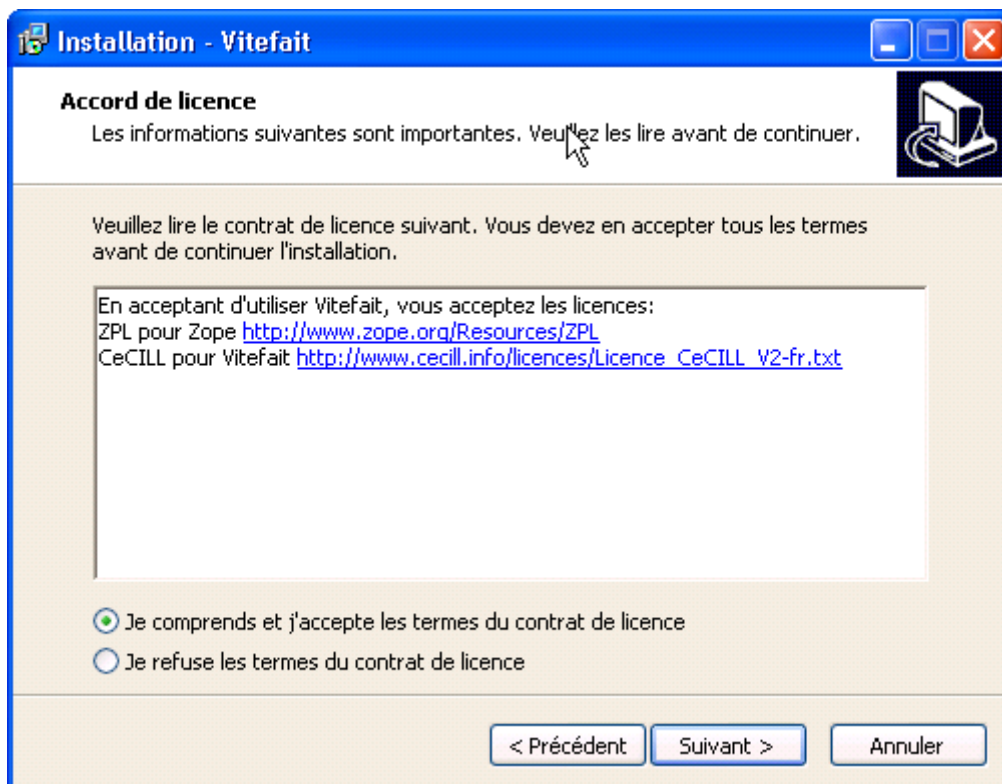 Installation - Vitefait
Accord de licence
Les informations suivantes sont importantes. Veuillez les lire avant de continuer.
Veuillez lire le contrat de licence suivant. Vous devez en accepter tous les termes
avant de continuer l'installation.
En acceptant d'utiliser Vitefait, vous acceptez les licences:
ZPL pour Zope http://www.zope.org/Resources/ZPL
CeCILL pour Vitefait http://www.cecill.info/licences/Licence_CeCILL_V2-fr.txt
Je comprends et j'accepte les termes du contrat de licence
Je refuse les termes du contrat de licence
< Précédent Suivant > Annuler